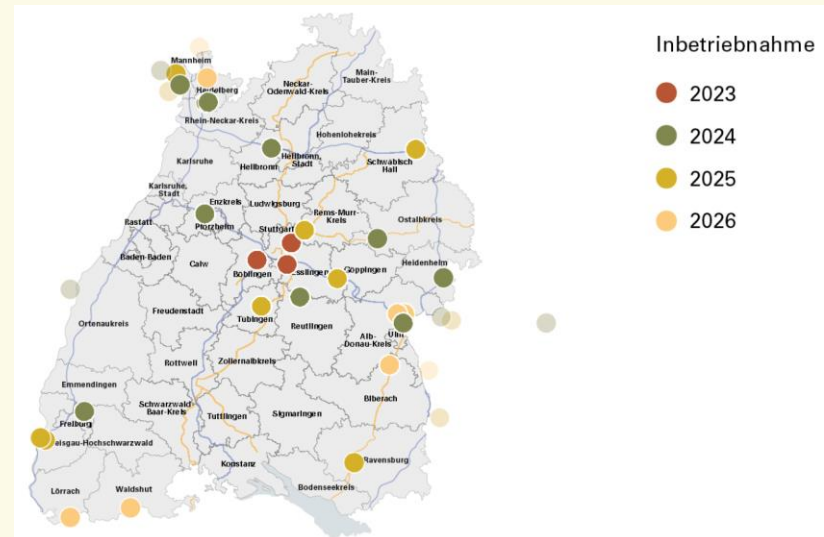 Inbetriebnahme
2023
2024
2025
2026
Mannheim
Heidelberg
Rhein-Neckar-Kreis
Neckar-
Odenwald-Kreis
Main-
Tauber-Kreis
Hohenlohekreis
Karlsruhe
Heilbronn
Heilbronn,
Stadt
Schwäbisch
Hall
Karlsruhe,
Stadt
Enzkreis
Pforzheim
Ludwigsburg
Rems-Murr-
Kreis
Ostalbkreis
Rastatt
Baden-Baden
Stuttgart
Calw
Böblingen
Esslingen
Göppingen
Heidenheim
Ortenaukreis
Freudenstadt
Tübingen
Reutlingen
Alb-
Donau-Kreis
Ulm
Rottweil
Zollernalbkreis
Emmendingen
Schwarzwald-
Baar-Kreis
Tuttlingen
Sigmaringen
Biberach
Freiburg
eisgau-Hochschwarzwald
Konstanz
Ravensburg
Bodenseekreis
Lörrach
Waldshut